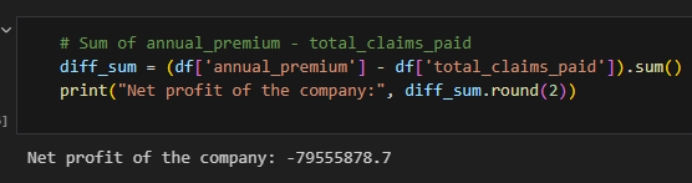 # Sum of annual_premium - total_claims_paid
diff_sum = (df['annual_premium'] - df['total_claims_paid']).sum()
print("Net profit of the company:", diff_sum.round(2))
]
Net profit of the company: -79555878.7